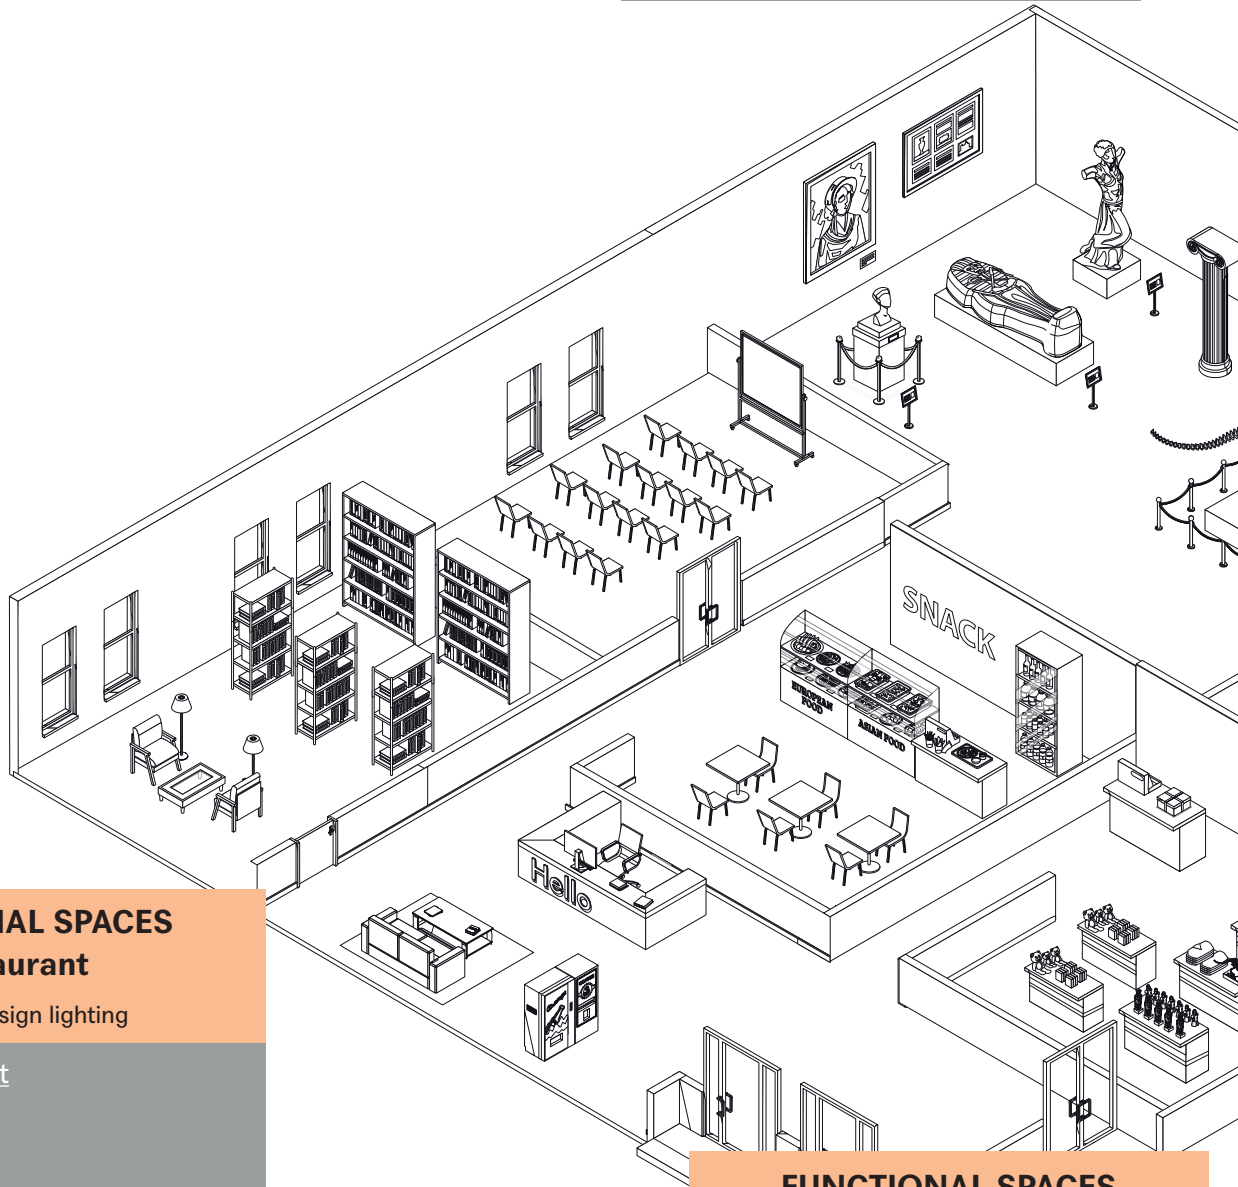 SNACK
EUROPEAN
FOOD
ASIAN FOOD
Hello
NAL SPACES
aurant
sign lighting
t
FUNCTIONAL SPACES